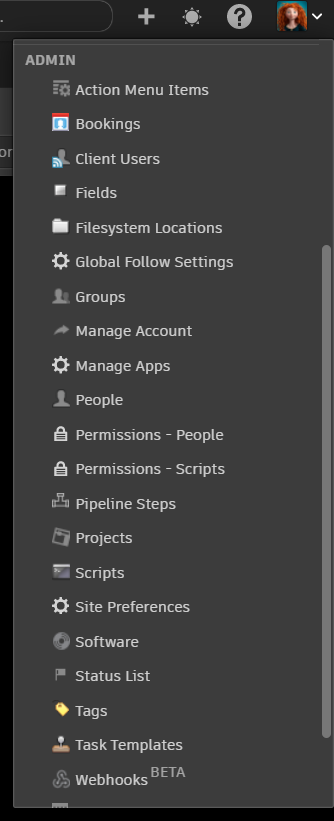 or
ADMIN
Action Menu Items
Bookings
Client Users
Fields
Filesystem Locations
Global Follow Settings
Groups
Manage Account
Manage Apps
People
Permissions - People
Permissions - Scripts
Pipeline Steps
Projects
Scripts
Site Preferences
Software
Status List
Tags
Task Templates
Webhooks BETA